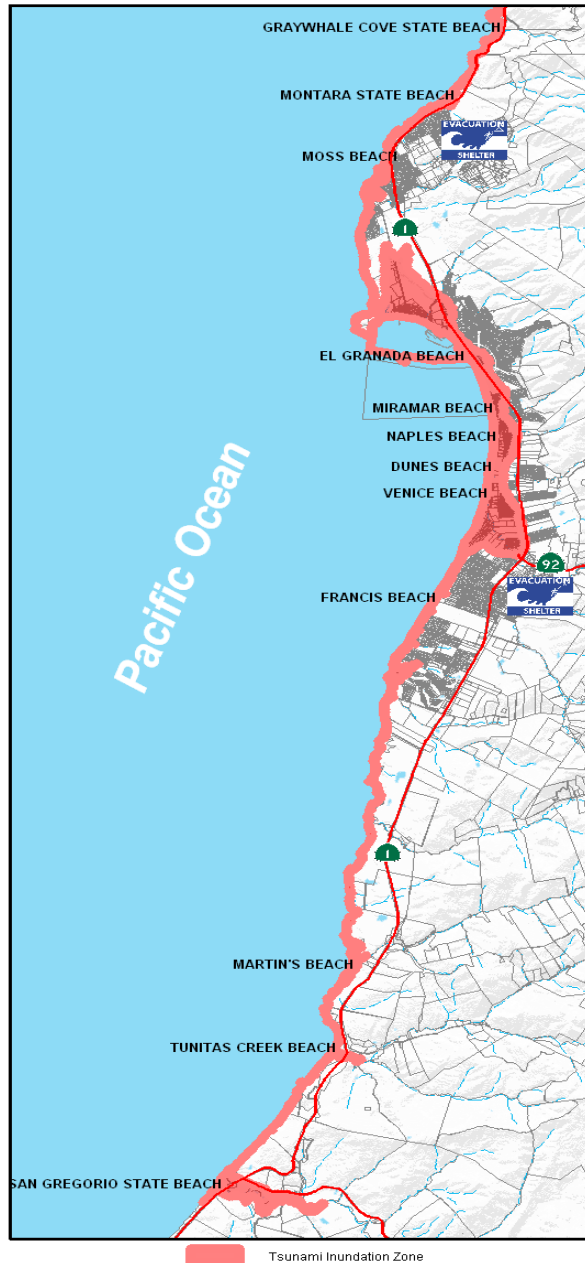 GRAYWHALE COVE STATE BEACH
MONTARA STATE BEACH
EVACUATION
SHELTER
MOSS BEACH
1
EL GRANADA BEACH
MIRAMAR BEACH
NAPLES BEACH
DUNES BEACH
VENICE BEACH
Pacific Ocean
92
EVACUATION
SHELTER
FRANCIS BEACH
1
MARTIN'S BEACH
TUNITAS CREEK BEACH
SAN GREGORIO STATE BEACH
Tsunami Inundation Zone